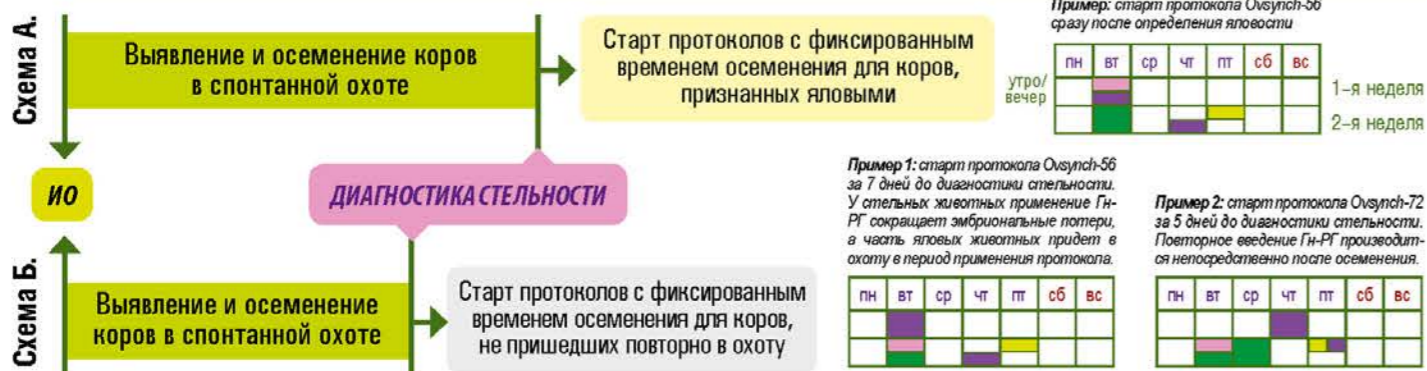 Схема А.
Выявление и осеменение коров
в спонтанной охоте
Старт протоколов с фиксированным
временем осеменения для коров,
признанных яловыми
Пример: старт протокола Ovsynch-56
сразу после определения яловости
пн вт ср чт пт сб вс
утро/
вечер
1-я неделя
2-я неделя
ИО
ДИАГНОСТИКА СТЕЛЬНОСТИ
Схема Б.
Выявление и осеменение
коров в спонтанной охоте
Старт протоколов с фиксированным
временем осеменения для коров,
не пришедших повторно в охоту
Пример 1: старт протокола Ovsynch-56
за 7 дней до диагностики стельности.
У стельных животных применение Гн-
РГ сокращает эмбриональные потери,
а часть яловых животных придет в
охоту в период применения протокола.
пн вт ср чт пт сб вс
Пример 2: старт протокола Ovsynch-72
за 5 дней до диагностики стельности.
Повторное введение Гн-РГ производит-
ся непосредственно после осеменения.
пн вт ср чт пт сб вс